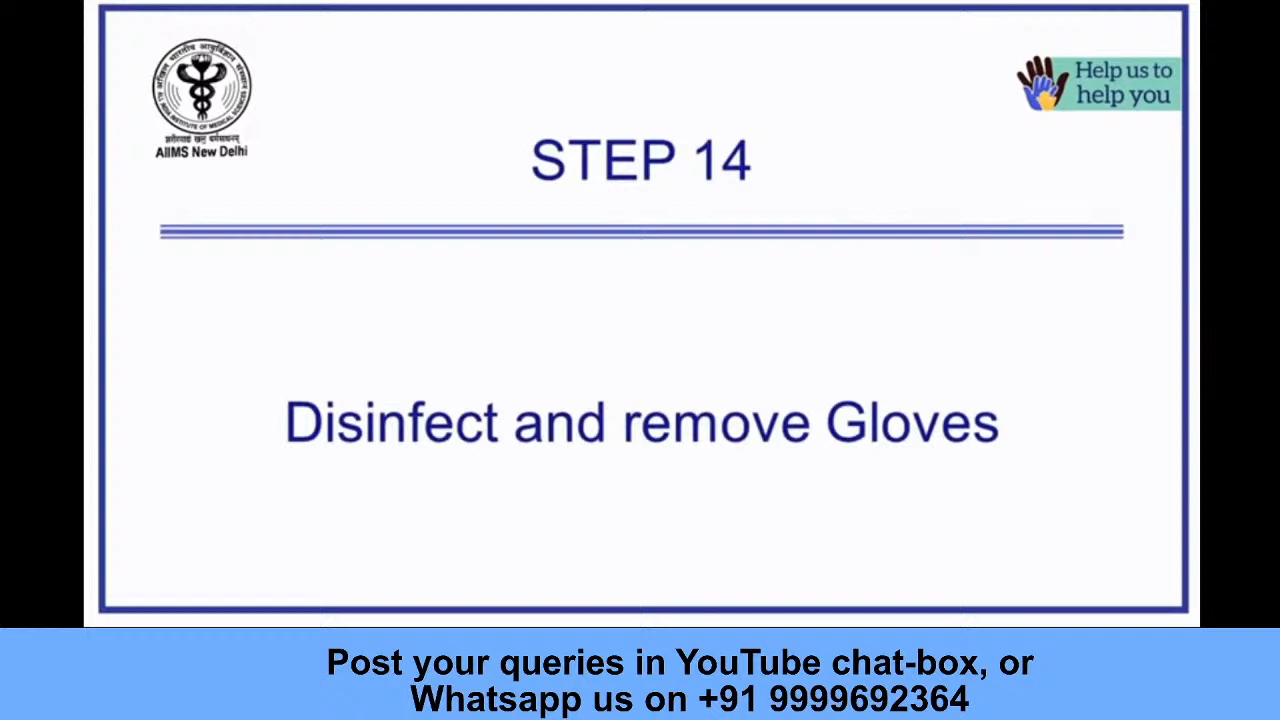 AIIMS New Delhi
Help us to
help you
STEP 14
Disinfect and remove Gloves
Post your queries in YouTube chat-box, or
Whatsapp us on +91 9999692364